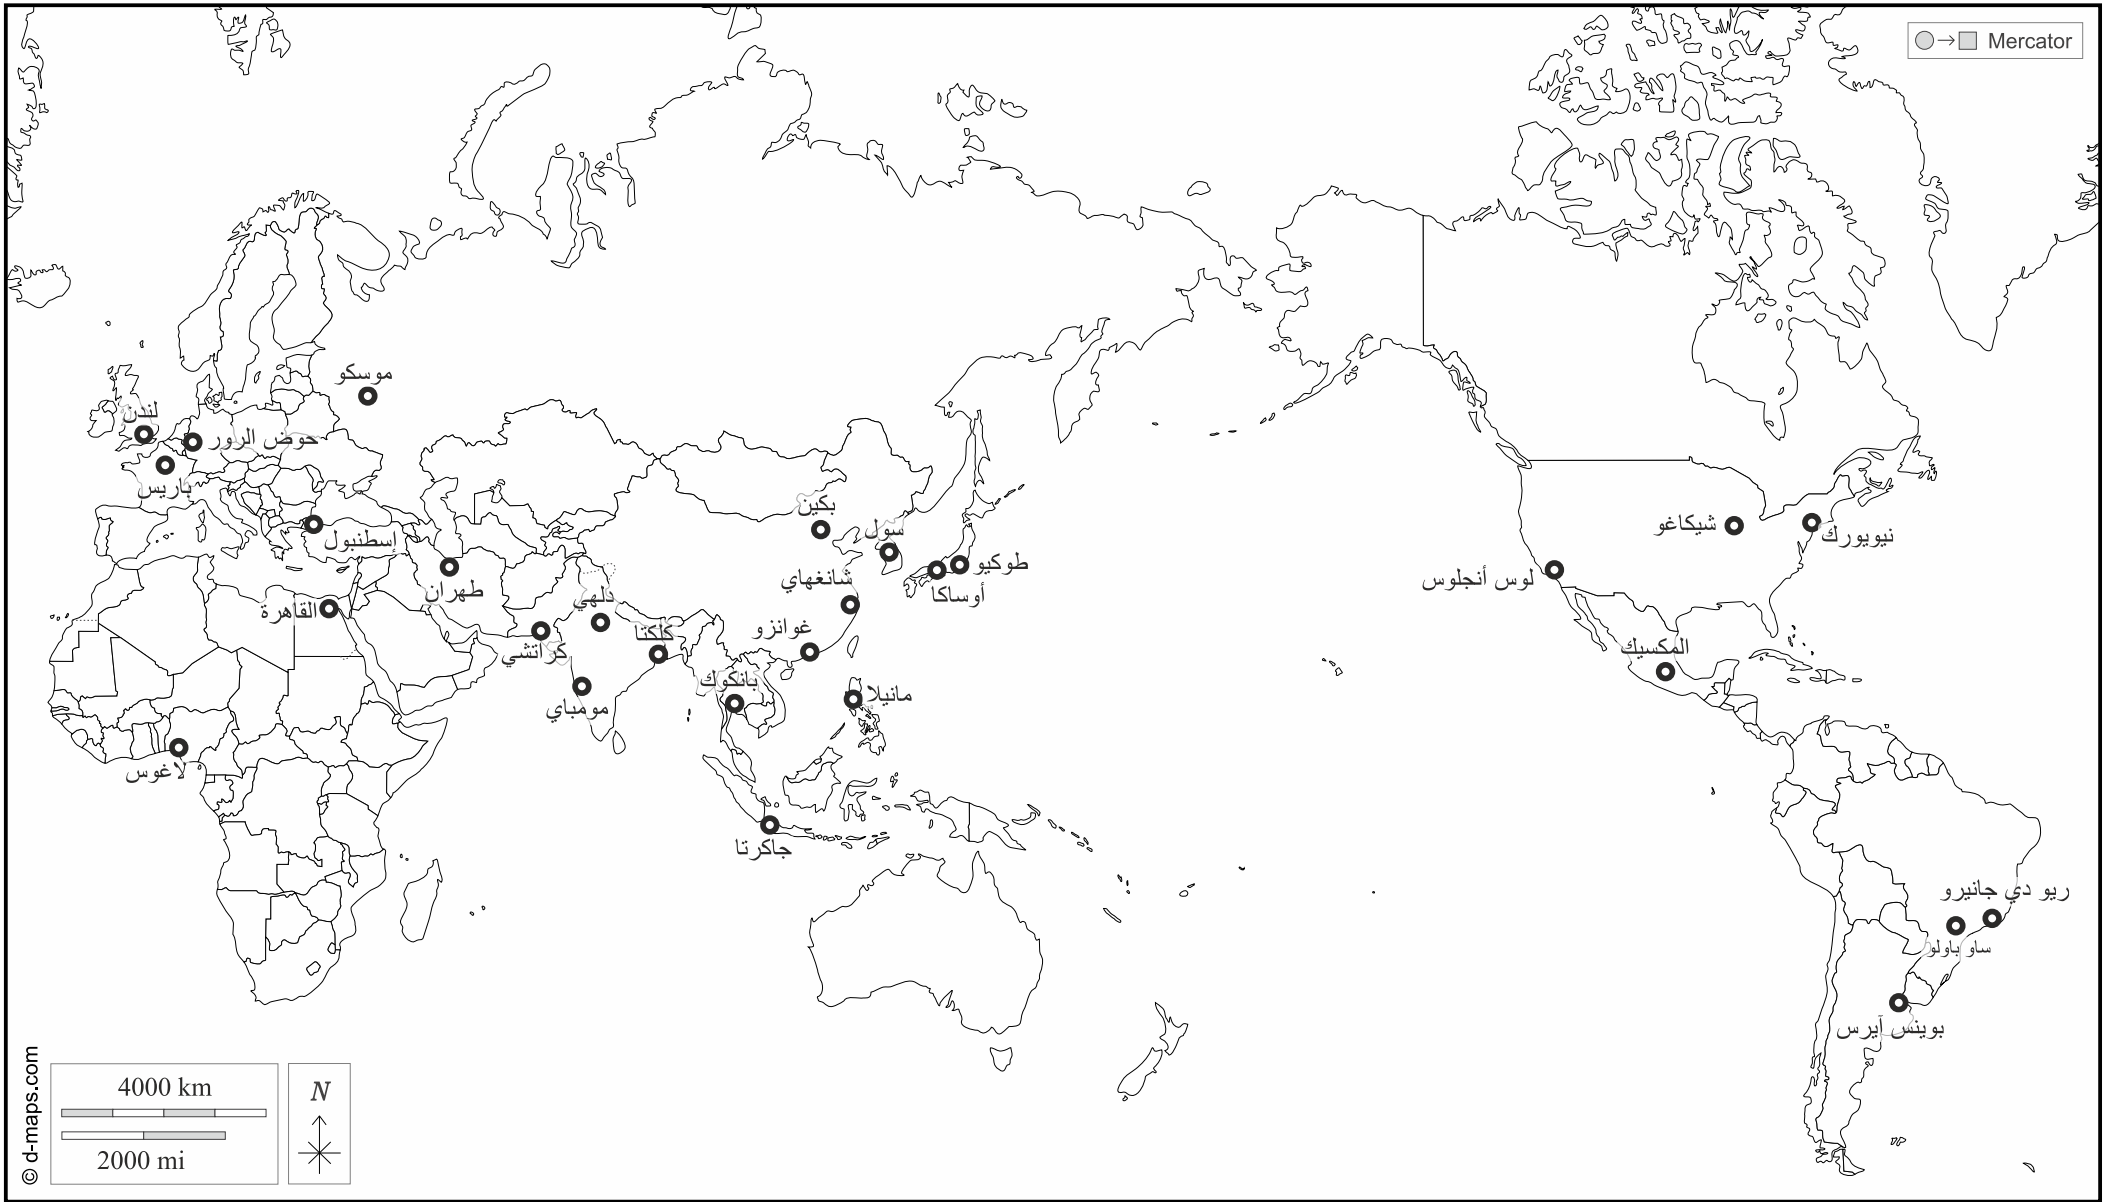 Mercator
موسكو
لندن
حوض الرور
باريس
إسطنبول
طهران
القاهرة
كراتشي
دلهي
كلكتا
مومباي
لاغوس
بكين
سول
طوكيو
أوساكا
شانغهاي
غوانزو
بانكوك
مانيلا
جاكرتا
شيكاغو
نيويورك
لوس أنجلوس
المكسيك
ريو دي جانيرو
ساو باولو
بوينس آيرس
4000 km
2000 mi
N
© d-maps.com